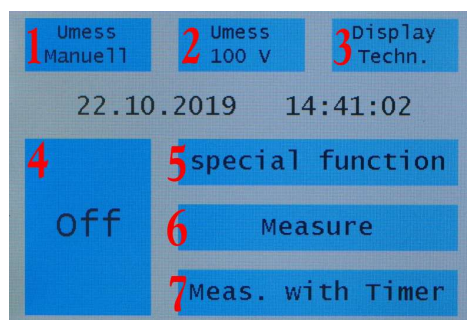 1 Umess Manuell
2 Umess 100 V
3 Display Techn.
22.10.2019 14:41:02
4 Off
5 special function
6 Measure
7 Meas. with Timer